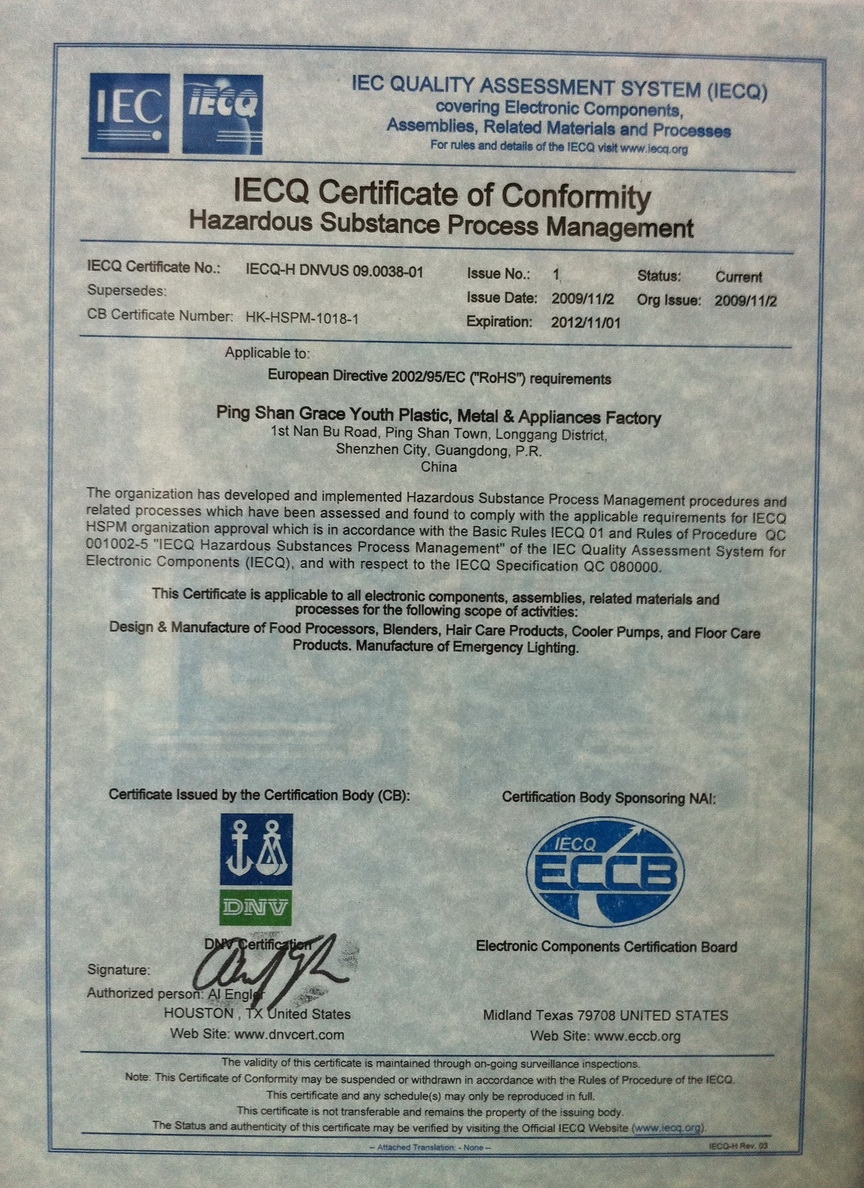 IEC
IECQ
IEC QUALITY ASSESSMENT SYSTEM (IECQ)
covering Electronic Components,
Assemblies, Related Materials and Processes
For rules and details of the IECQ visit www.iecq.org
IECQ Certificate of Conformity
Hazardous Substance Process Management
IECQ Certificate No.: IECQ-H DNVUS 09.0038-01 Issue No.: 1 Status: Current
Supersedes: Issue Date: 2009/11/2 Org Issue: 2009/11/2
CB Certificate Number: HK-HSPM-1018-1 Expiration: 2012/11/01
Applicable to:
European Directive 2002/95/EC ("RoHS") requirements
Ping Shan Grace Youth Plastic, Metal & Appliances Factory
1st Nan Bu Road, Ping Shan Town, Longgang District,
Shenzhen City, Guangdong, P.R.
China
The organization has developed and implemented Hazardous Substance Process Management procedures and
related processes which have been assessed and found to comply with the applicable requirements for IECQ
HSPM organization approval which is in accordance with the Basic Rules IECQ 01 and Rules of Procedure QC
001002-5 "IECQ Hazardous Substances Process Management" of the IEC Quality Assessment System for
Electronic Components (IECQ), and with respect to the IECQ Specification QC 080000.
This Certificate is applicable to all electronic components, assemblies, related materials and
processes for the following scope of activities:
Design & Manufacture of Food Processors, Blenders, Hair Care Products, Cooler Pumps, and Floor Care
Products. Manufacture of Emergency Lighting.
Certificate Issued by the Certification Body (CB): Certification Body Sponsoring NAI:
DNV
IECQ
ECCB
DNV Certification Electronic Components Certification Board
Signature:
Authorized person: Al Engler
HOUSTON , TX United States Midland Texas 79708 UNITED STATES
Web Site: www.dnvcert.com Web Site: www.eccb.org
The validity of this certificate is maintained through on-going surveillance inspections.
Note: This Certificate of Conformity may be suspended or withdrawn in accordance with the Rules of Procedure of the IECQ.
This certificate and any schedule(s) may only be reproduced in full.
This certificate is not transferable and remains the property of the issuing body.
The Status and authenticity of this certificate may be verified by visiting the Official IECQ Website (www.iecq.org).
-- Attached Translation: - None -- IECQ-H Rev. 03